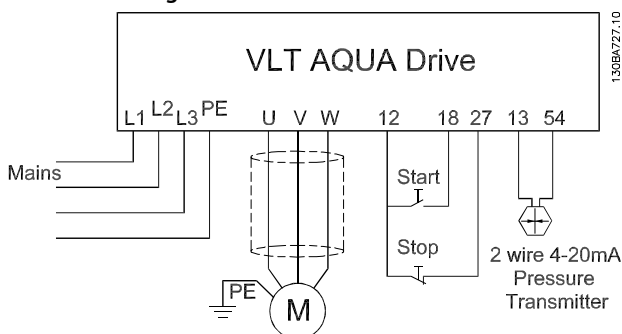 130BA727.10
VLT AQUA Drive
L1 L2 L3 PE U V W 12 18 27 13 54
Mains
Start
Stop
2 wire 4-20mA
Pressure
Transmitter
PE
M